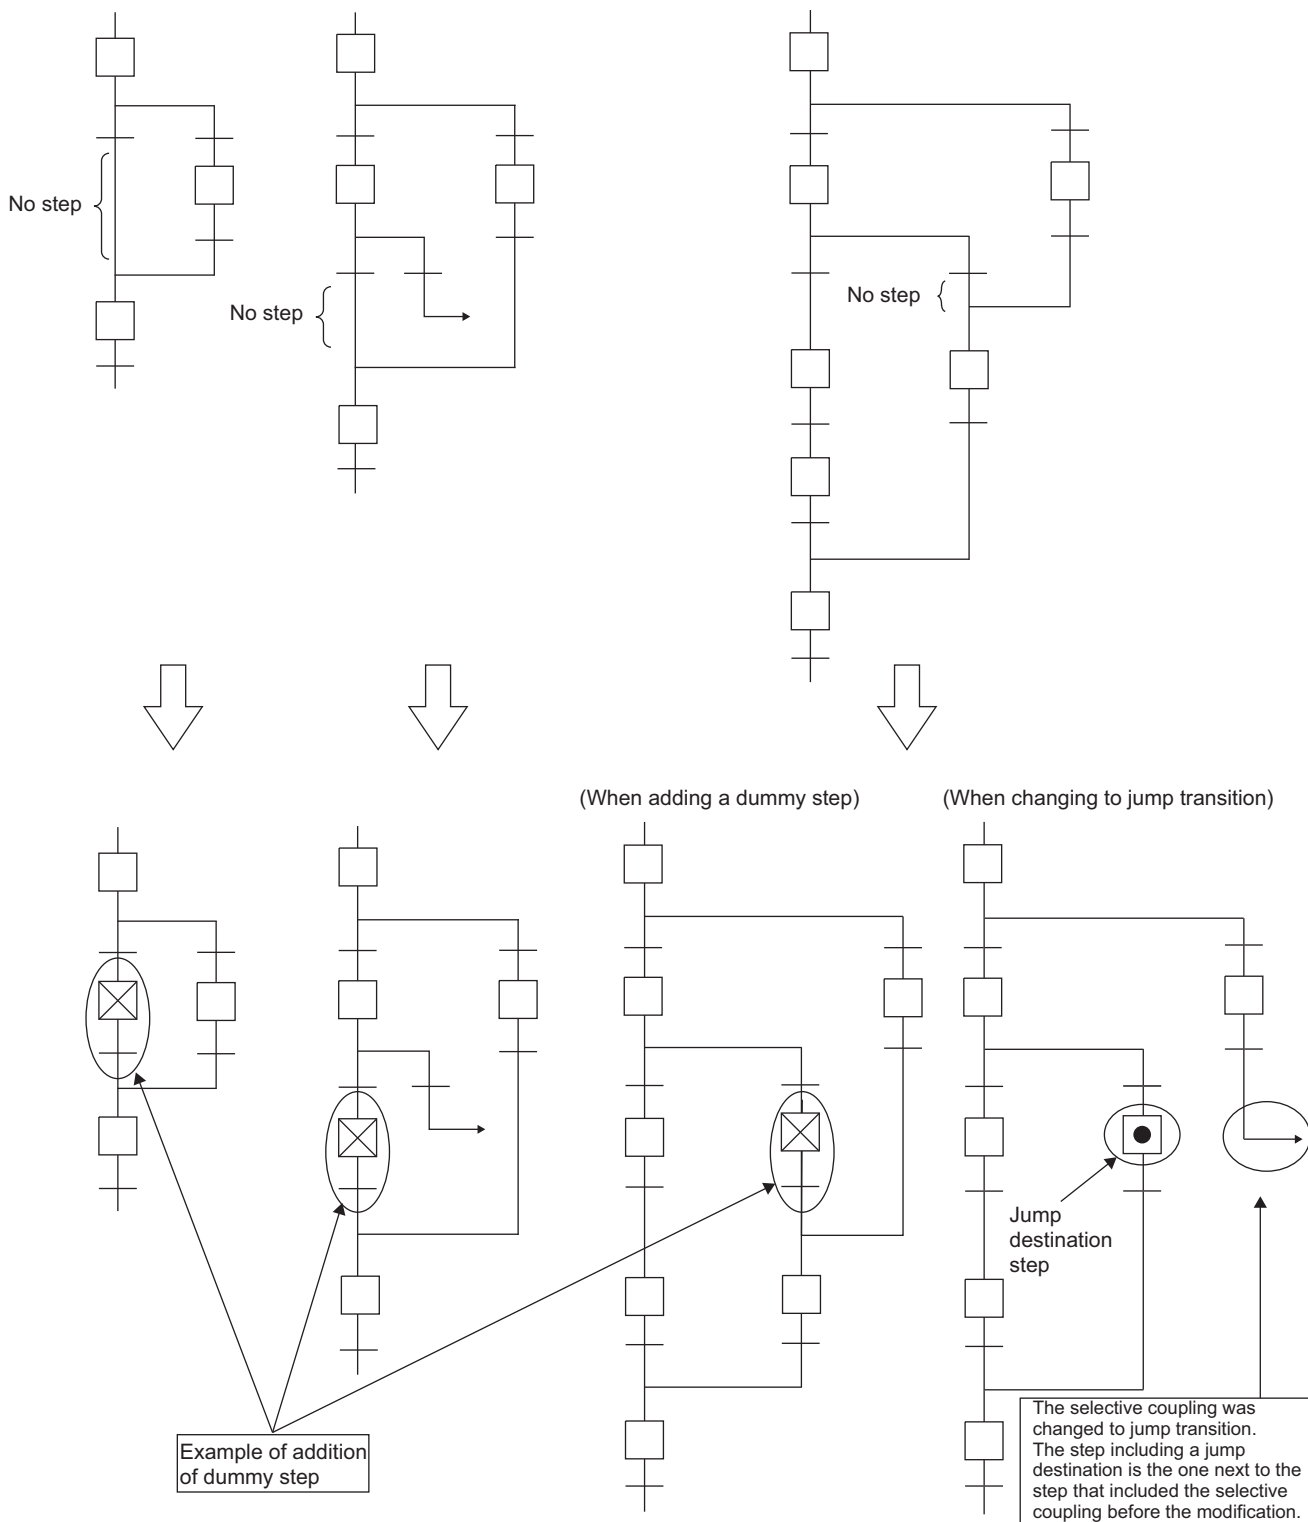 No step
No step
No step
(When adding a dummy step)
(When changing to jump transition)
Jump
destination
step
Example of addition
of dummy step
The selective coupling was
changed to jump transition.
The step including a jump
destination is the one next to the
step that included the selective
coupling before the modification.